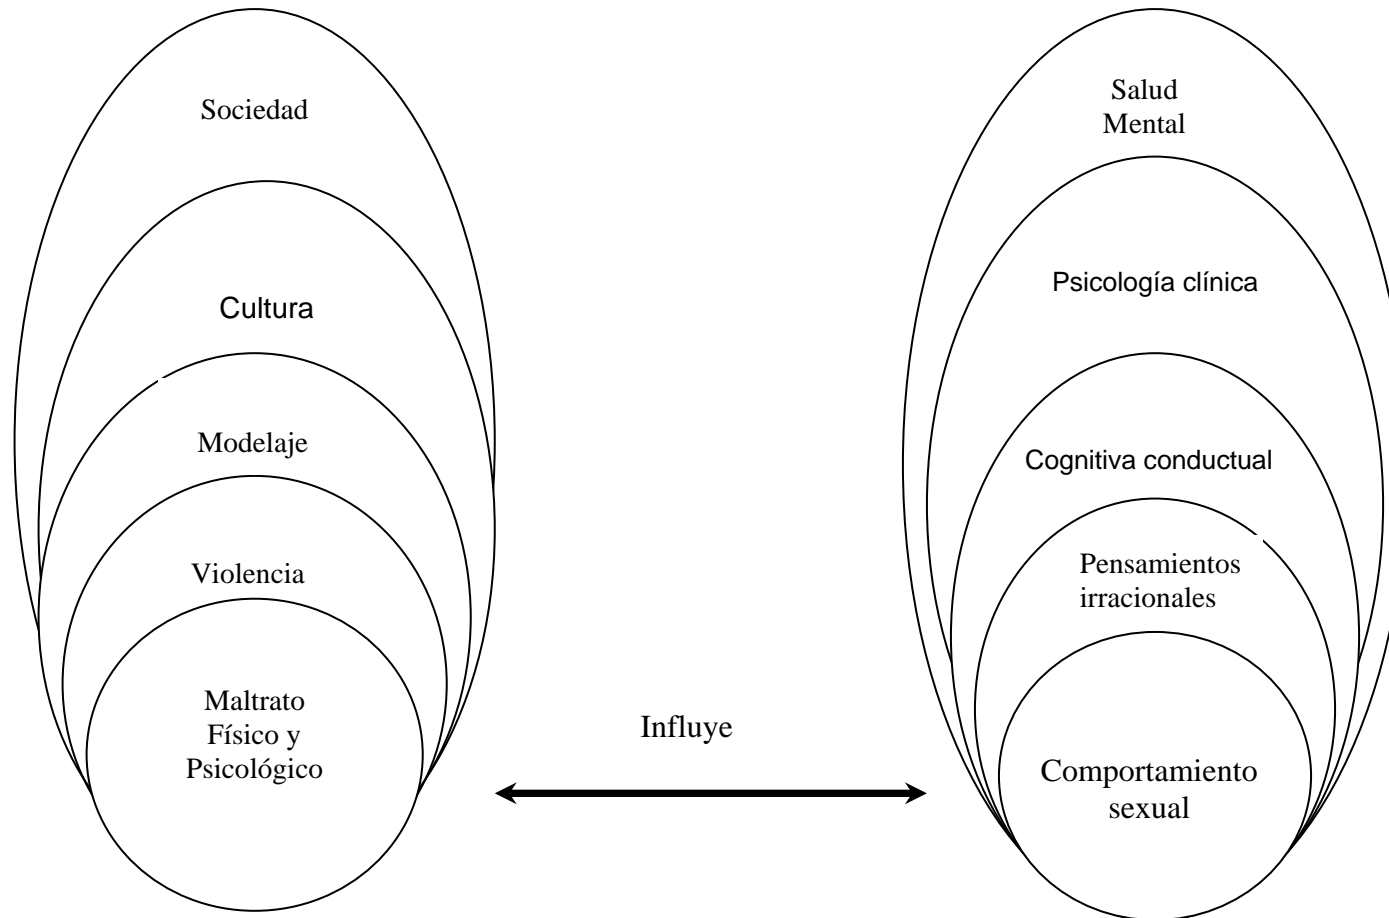 Sociedad
Cultura
Modelaje
Violencia
Maltrato
Físico y
Psicológico
Influye
Salud
Mental
Psicología clínica
Cognitiva conductual
Pensamientos
irracionales
Comportamiento
sexual